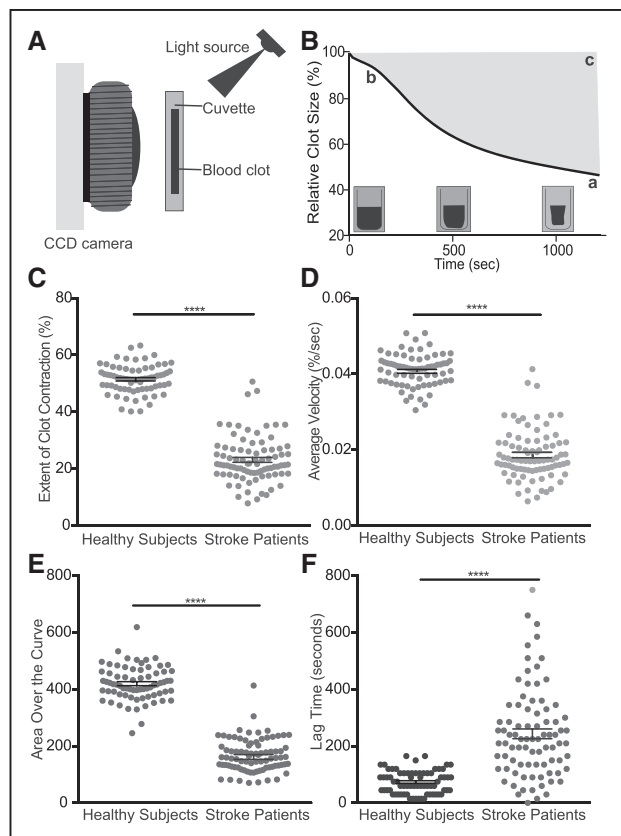 A
Light source
Cuvette
Blood clot
CCD camera
B
Relative Clot Size (%)
100
80
60
40
20
b
c
a
0
500
1000
Time (sec)
C
Extent of Clot Contraction (%)
80
60
40
20
0
****
Healthy Subjects
Stroke Patients
D
Average Velocity (%/sec)
0.06
0.04
0.02
0.00
****
Healthy Subjects
Stroke Patients
E
Area Over the Curve
800
600
400
200
0
****
Healthy Subjects
Stroke Patients
F
Lag Time (seconds)
800
600
400
200
0
****
Healthy Subjects
Stroke Patients